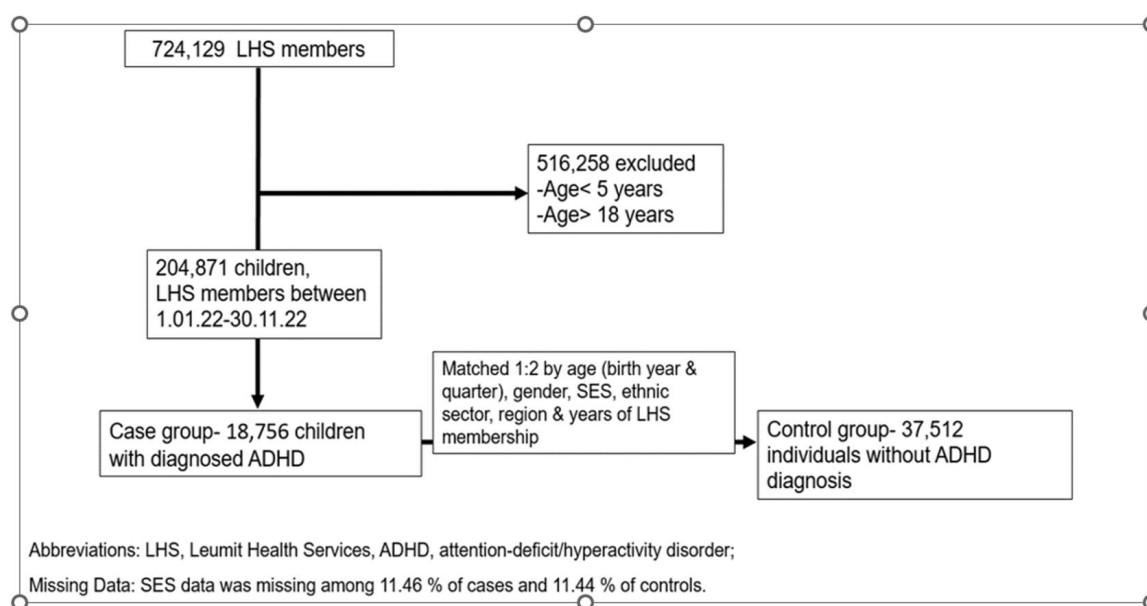 724,129 LHS members
516,258 excluded
-Age< 5 years
-Age> 18 years
204,871 children,
LHS members between
1.01.22-30.11.22
Matched 1:2 by age (birth year &
quarter), gender, SES, ethnic
sector, region & years of LHS
membership
Case group- 18,756 children
with diagnosed ADHD
Control group- 37,512
individuals without ADHD
diagnosis
Abbreviations: LHS, Leumit Health Services, ADHD, attention-deficit/hyperactivity disorder;
Missing Data: SES data was missing among 11.46 % of cases and 11.44 % of controls.